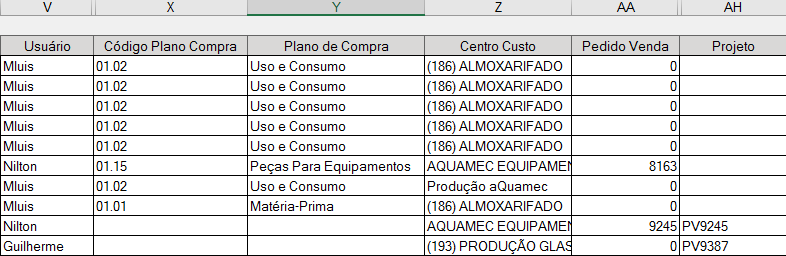 V X Y Z AA AH
Usuário Código Plano Compra Plano de Compra Centro Custo Pedido Venda Projeto
Mluis 01.02 Uso e Consumo (186) ALMOXARIFADO 0
Mluis 01.02 Uso e Consumo (186) ALMOXARIFADO 0
Mluis 01.02 Uso e Consumo (186) ALMOXARIFADO 0
Mluis 01.02 Uso e Consumo (186) ALMOXARIFADO 0
Mluis 01.02 Uso e Consumo (186) ALMOXARIFADO 0
Nilton 01.15 Peças Para Equipamentos AQUAMEC EQUIPAMEN 8163
Mluis 01.02 Uso e Consumo Produção aQuamec 0
Mluis 01.01 Matéria-Prima (186) ALMOXARIFADO 0
Nilton AQUAMEC EQUIPAMEN 9245 PV9245
Guilherme (193) PRODUÇÃO GLAS 0 PV9387